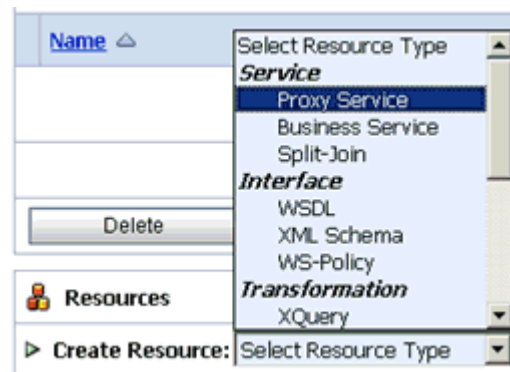 Name
Select Resource Type
Service
Proxy Service
Business Service
Split-Join
Interface
WSDL
XML Schema
WS-Policy
Transformation
XQuery
Delete
Resources
Create Resource: Select Resource Type